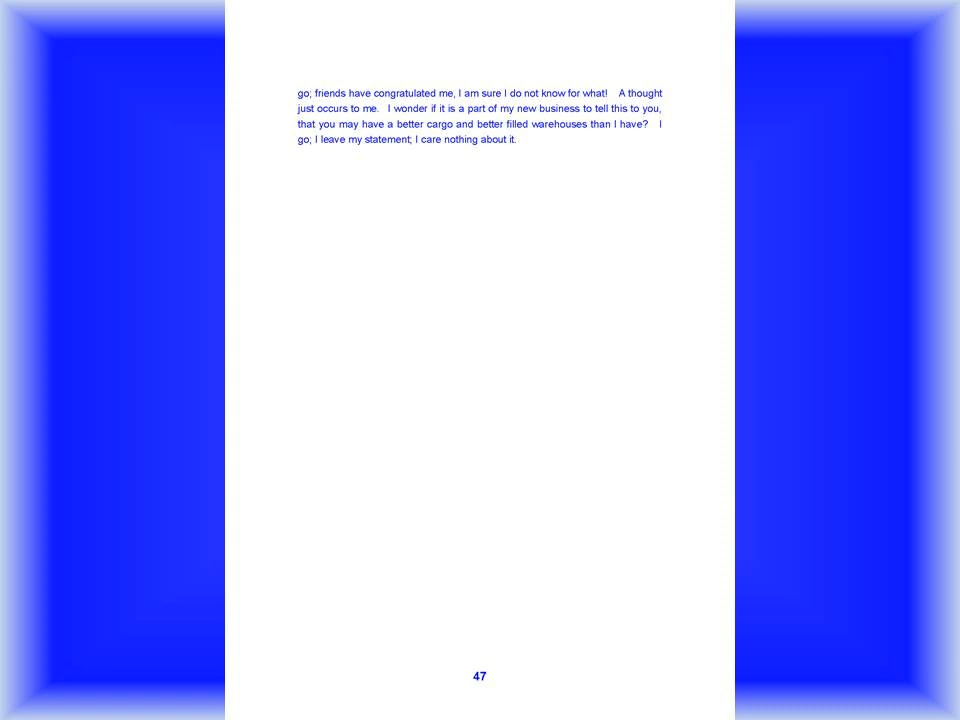 go; friends have congratulated me, I am sure I do not know for what! A thought
just occurs to me. I wonder if it is a part of my new business to tell this to you,
that you may have a better cargo and better filled warehouses than I have? I
go; I leave my statement; I care nothing about it.
47